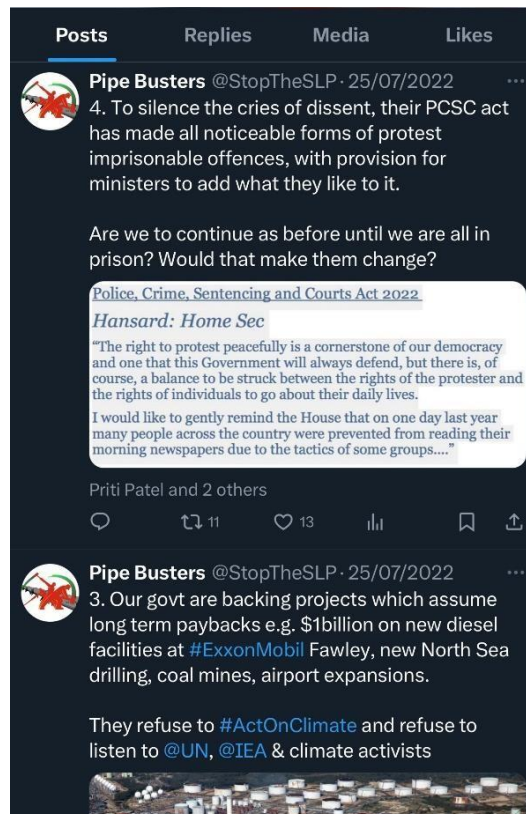 Posts Replies Media Likes
Pipe Busters @StopTheSLP · 25/07/2022 ...
4. To silence the cries of dissent, their PCSC act
has made all noticeable forms of protest
imprisonable offences, with provision for
ministers to add what they like to it.
Are we to continue as before until we are all in
prison? Would that make them change?
Police, Crime, Sentencing and Courts Act 2022
Hansard: Home Sec
“The right to protest peacefully is a cornerstone of our democracy
and one that this Government will always defend, but there is, of
course, a balance to be struck between the rights of the protester and
the rights of individuals to go about their daily lives.
I would like to gently remind the House that on one day last year
many people across the country were prevented from reading their
morning newspapers due to the tactics of some groups....”
Priti Patel and 2 others
11 13
Pipe Busters @StopTheSLP · 25/07/2022 ...
3. Our govt are backing projects which assume
long term paybacks e.g. $1billion on new diesel
facilities at #ExxonMobil Fawley, new North Sea
drilling, coal mines, airport expansions.
They refuse to #ActOnClimate and refuse to
listen to @UN, @IEA & climate activists